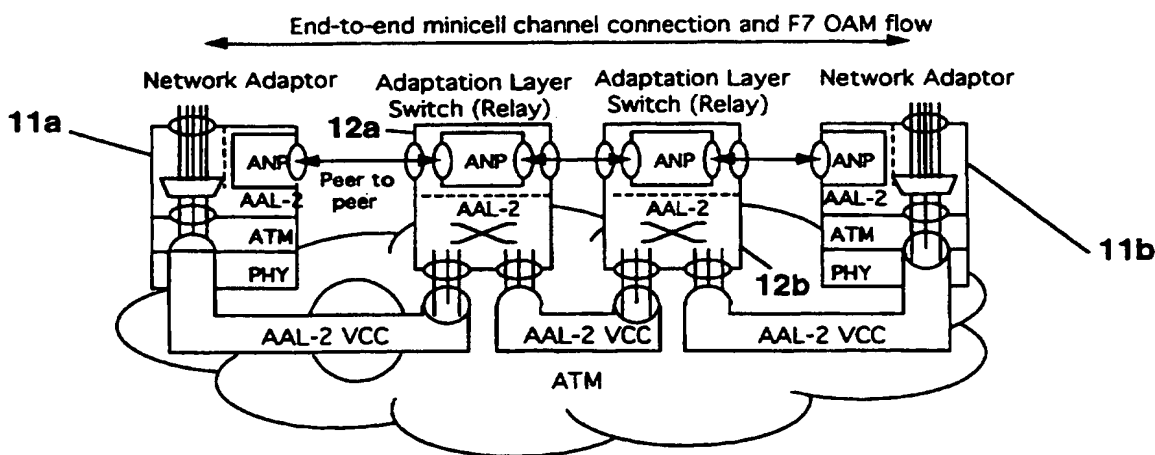 End-to-end minicell channel connection and F7 OAM flow
Network Adaptor
Adaptation Layer
Switch (Relay)
Adaptation Layer
Switch (Relay)
Network Adaptor
11a
12a
ANP
Peer to
peer
ANP
ANP
ANP
AAL-2
AAL-2
AAL-2
AAL-2
ATM
ATM
11b
PHY
12b
PHY
AAL-2 VCC
AAL-2 VCC
AAL-2 VCC
ATM